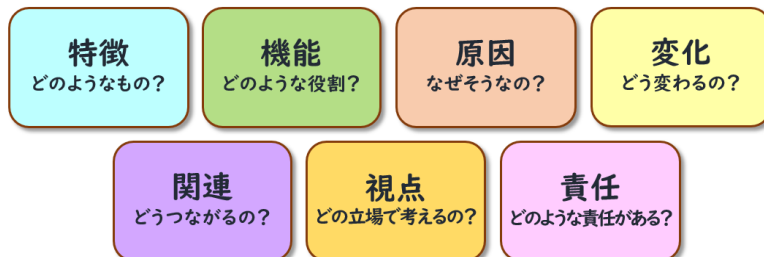 特徴
どのようなもの？
機能
どのような役割？
原因
なぜそうなの？
変化
どう変わるの？
関連
どうつながるの？
視点
どの立場で考えるの？
責任
どのような責任がある？